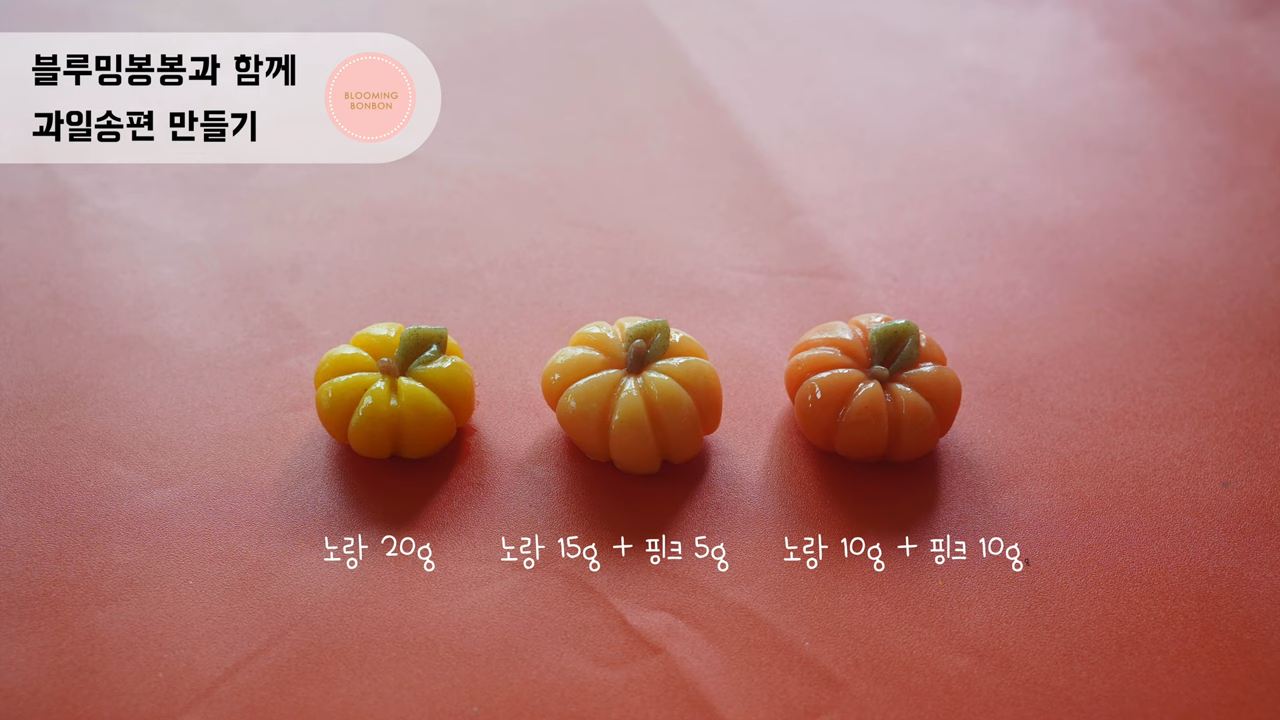 블루밍봉봉과 함께
과일송편 만들기
BLOOMING
BONBON
노랑 20g
노랑 15g + 핑크 5g
노랑 10g + 핑크 10g